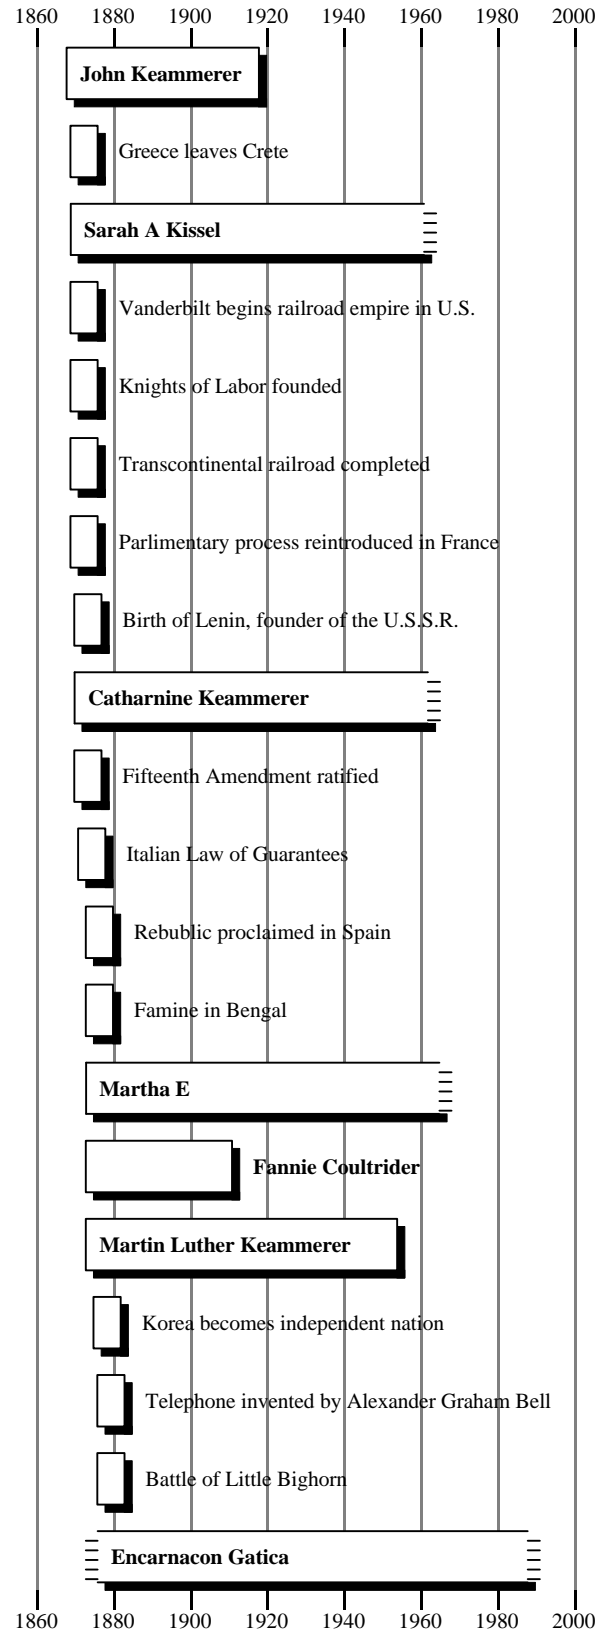 1860 1880 1900 1920 1940 1960 1980 2000
John Keammerer
Greece leaves Crete
Sarah A Kissel
Vanderbilt begins railroad empire in U.S.
Knights of Labor founded
Transcontinental railroad completed
Parlimentary process reintroduced in France
Birth of Lenin, founder of the U.S.S.R.
Catharnine Keammerer
Fifteenth Amendment ratified
Italian Law of Guarantees
Rebublic proclaimed in Spain
Famine in Bengal
Martha E
Fannie Coultrider
Martin Luther Keammerer
Korea becomes independent nation
Telephone invented by Alexander Graham Bell
Battle of Little Bighorn
Encarnacon Gatica
1860 1880 1900 1920 1940 1960 1980 2000